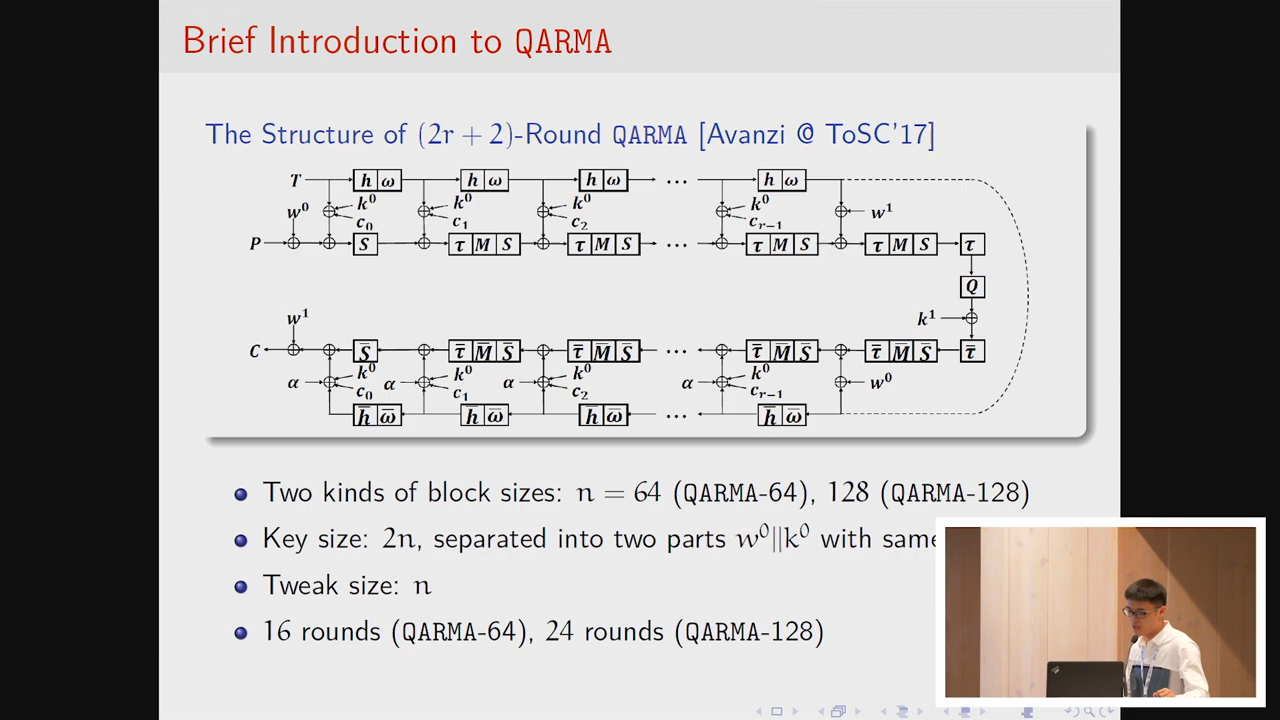 Brief Introduction to QARMA
The Structure of (2r + 2)-Round QARMA [Avanzi @ ToSC'17]
T h ω h ω h ω ··· h ω
w⁰ k⁰ k⁰ k⁰ k⁰ w¹
c₀ c₁ c₂ c_{r−1}
P S τ M S τ M S ··· τ M S τ M S τ
Q
w¹ k¹
C S̄ τ̄ M̄ S̄ τ̄ M̄ S̄ ··· τ̄ M̄ S̄ τ̄ M̄ S̄ τ̄
α k⁰ α k⁰ α k⁰ α k⁰ w⁰
c₀ c₁ c₂ c_{r−1}
h̄ ω̄ h̄ ω̄ h̄ ω̄ ··· h̄ ω̄
Two kinds of block sizes: n = 64 (QARMA-64), 128 (QARMA-128)
Key size: 2n, separated into two parts w⁰||k⁰ with same
Tweak size: n
16 rounds (QARMA-64), 24 rounds (QARMA-128)